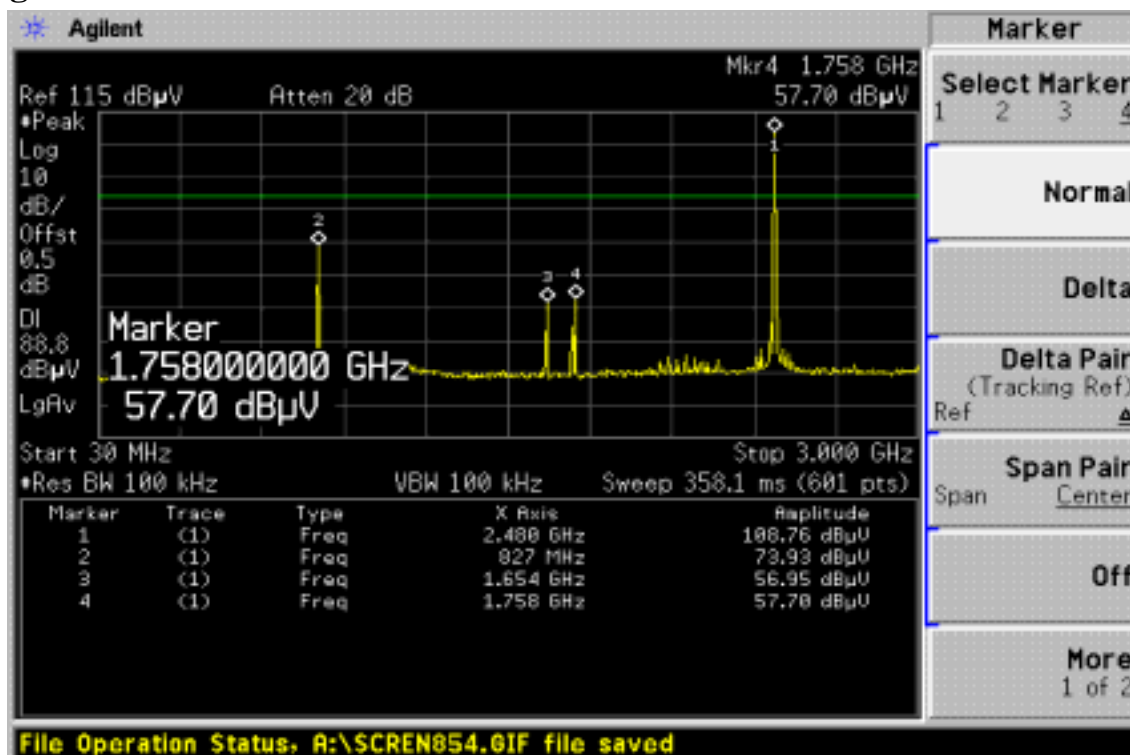 Agilent
Marker
Mkr4 1.758 GHz
Ref 115 dBµV Atten 20 dB 57.70 dBµV
#Peak
Log
10
dB/
Offst
0.5
dB
DI
88.8
dBµV
LgAv
1
2
3 4
Marker
1.758000000 GHz
57.70 dBµV
Start 30 MHz Stop 3.000 GHz
#Res BW 100 kHz VBW 100 kHz Sweep 358.1 ms (601 pts)
Marker Trace Type X Axis Amplitude
1 (1) Freq 2.480 GHz 108.76 dBµV
2 (1) Freq 827 MHz 73.93 dBµV
3 (1) Freq 1.654 GHz 56.95 dBµV
4 (1) Freq 1.758 GHz 57.70 dBµV
Select Marker
1 2 3 4
Normal
Delta
Delta Pair
(Tracking Ref)
Ref Δ
Span Pair
Span Center
Off
More
1 of 2
File Operation Status, A:\SCREN854.GIF file saved